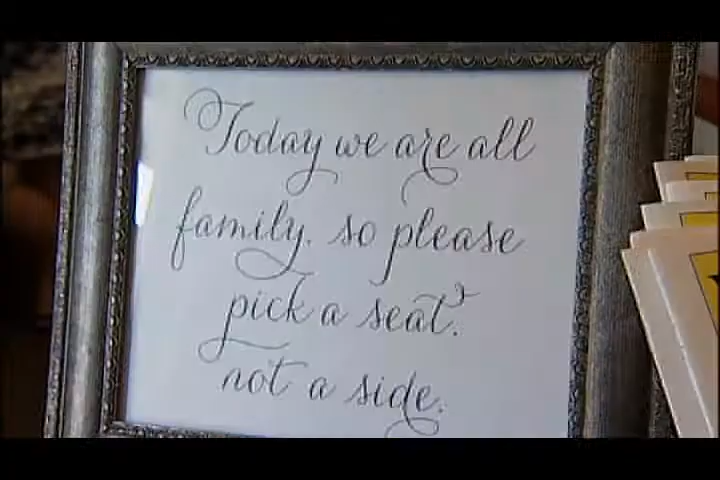 Today we are all
family, so please
pick a seat,
not a side.